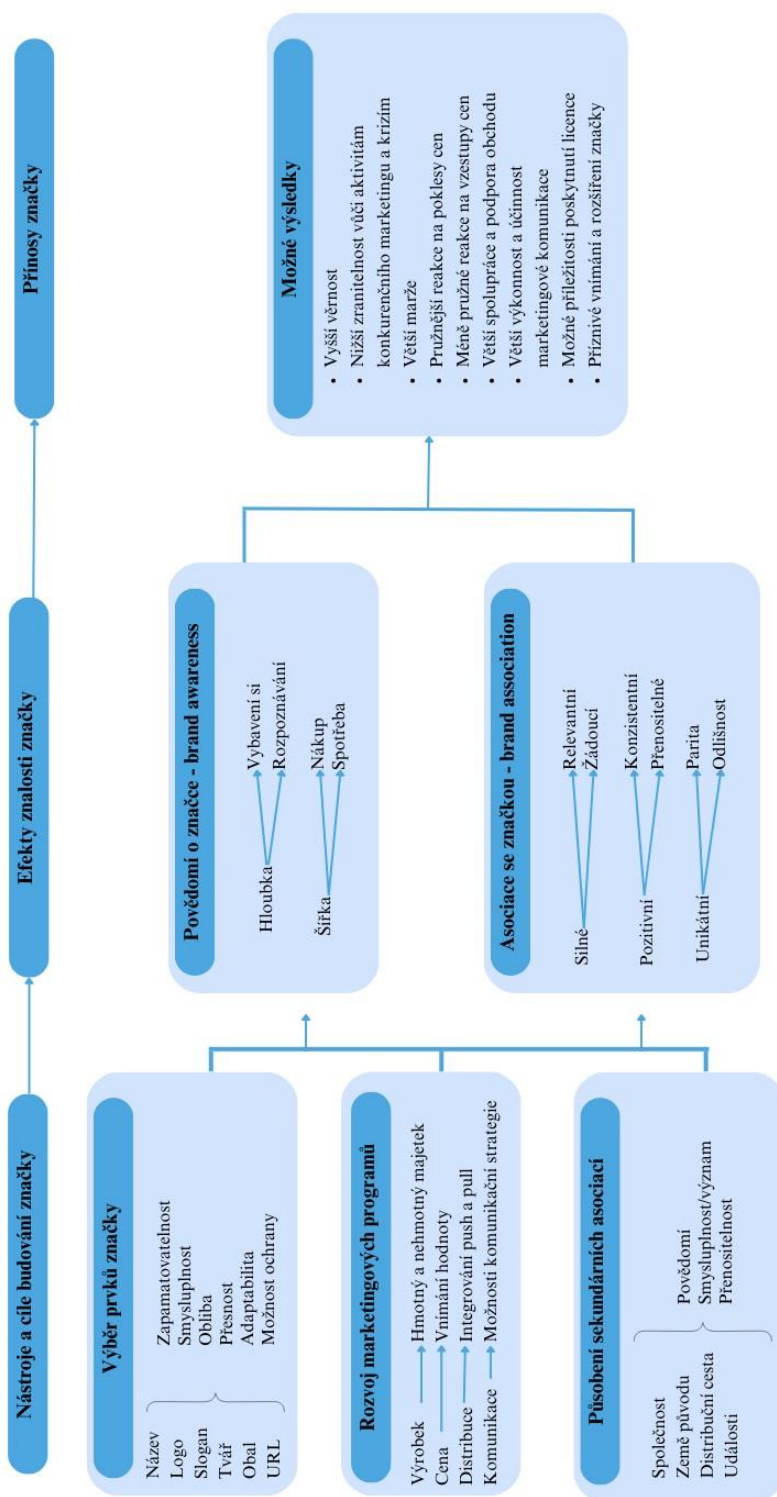 Nástroje a cíle budování značky
Efekty znalosti značky
Přínosy značky
Výběr prvků značky
Název
Logo
Slogan
Tvář
Obal
URL
Zapamatovatelnost
Smysluplnost
Obliba
Přesnost
Adaptabilita
Možnost ochrany
Rozvoj marketingových programů
Výrobek
Hmotný a nehmotný majetek
Cena
Vnímání hodnoty
Distribuce
Integrování push a pull
Komunikace
Možnosti komunikační strategie
Působení sekundárních asociací
Společnost
Země původu
Distribuční cesta
Události
Povědomí
Smysluplnost/význam
Přenositelnost
Povědomí o značce - brand awareness
Hloubka
Vybavení si
Rozpoznávání
Šířka
Nákup
Spotřeba
Asociace se značkou - brand association
Silné
Relevantní
Žádoucí
Pozitivní
Konzistentní
Přenositelné
Unikátní
Parita
Odlišnost
Možné výsledky
• Vyšší věrnost
• Nižší zranitelnost vůči aktivitám
konkurenčního marketingu a krizím
• Větší marže
• Pružnější reakce na poklesy cen
• Méně pružné reakce na vzestupy cen
• Větší spolupráce a podpora obchodu
• Větší výkonnost a účinnost
marketingové komunikace
• Možné příležitosti poskytnutí licence
• Příznivé vnímání a rozšíření značky